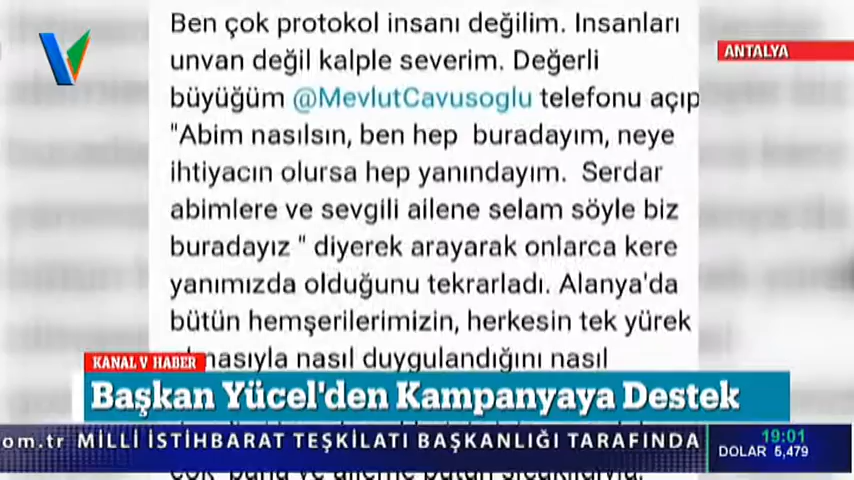 Ben çok protokol insanı değilim. İnsanları
unvan değil kalple severim. Değerli
büyüğüm @MevlutCavusoglu telefonu açıp
"Abim nasılsın, ben hep buradayım, neye
ihtiyacın olursa hep yanındayım. Serdar
abimlere ve sevgili ailene selam söyle biz
buradayız " diyerek arayarak onlarca kere
yanımızda olduğunu tekrarladı. Alanya'da
bütün hemşerilerimizin, herkesin tek yürek
nasıl duygulandığını nasıl
ANTALYA
KANAL V HABER
Başkan Yücel'den Kampanyaya Destek
om.tr MİLLİ İSTİHBARAT TEŞKİLATI BAŞKANLIĞI TARAFINDA
19:01
DOLAR 5,479